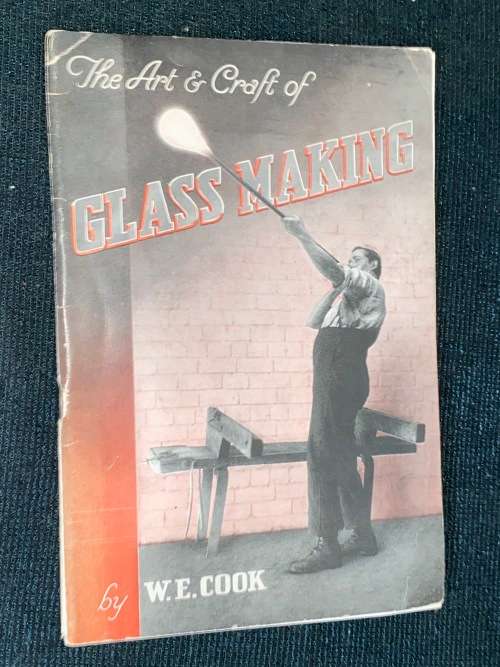 The Art & Craft of
GLASS MAKING
by W.E. COOK